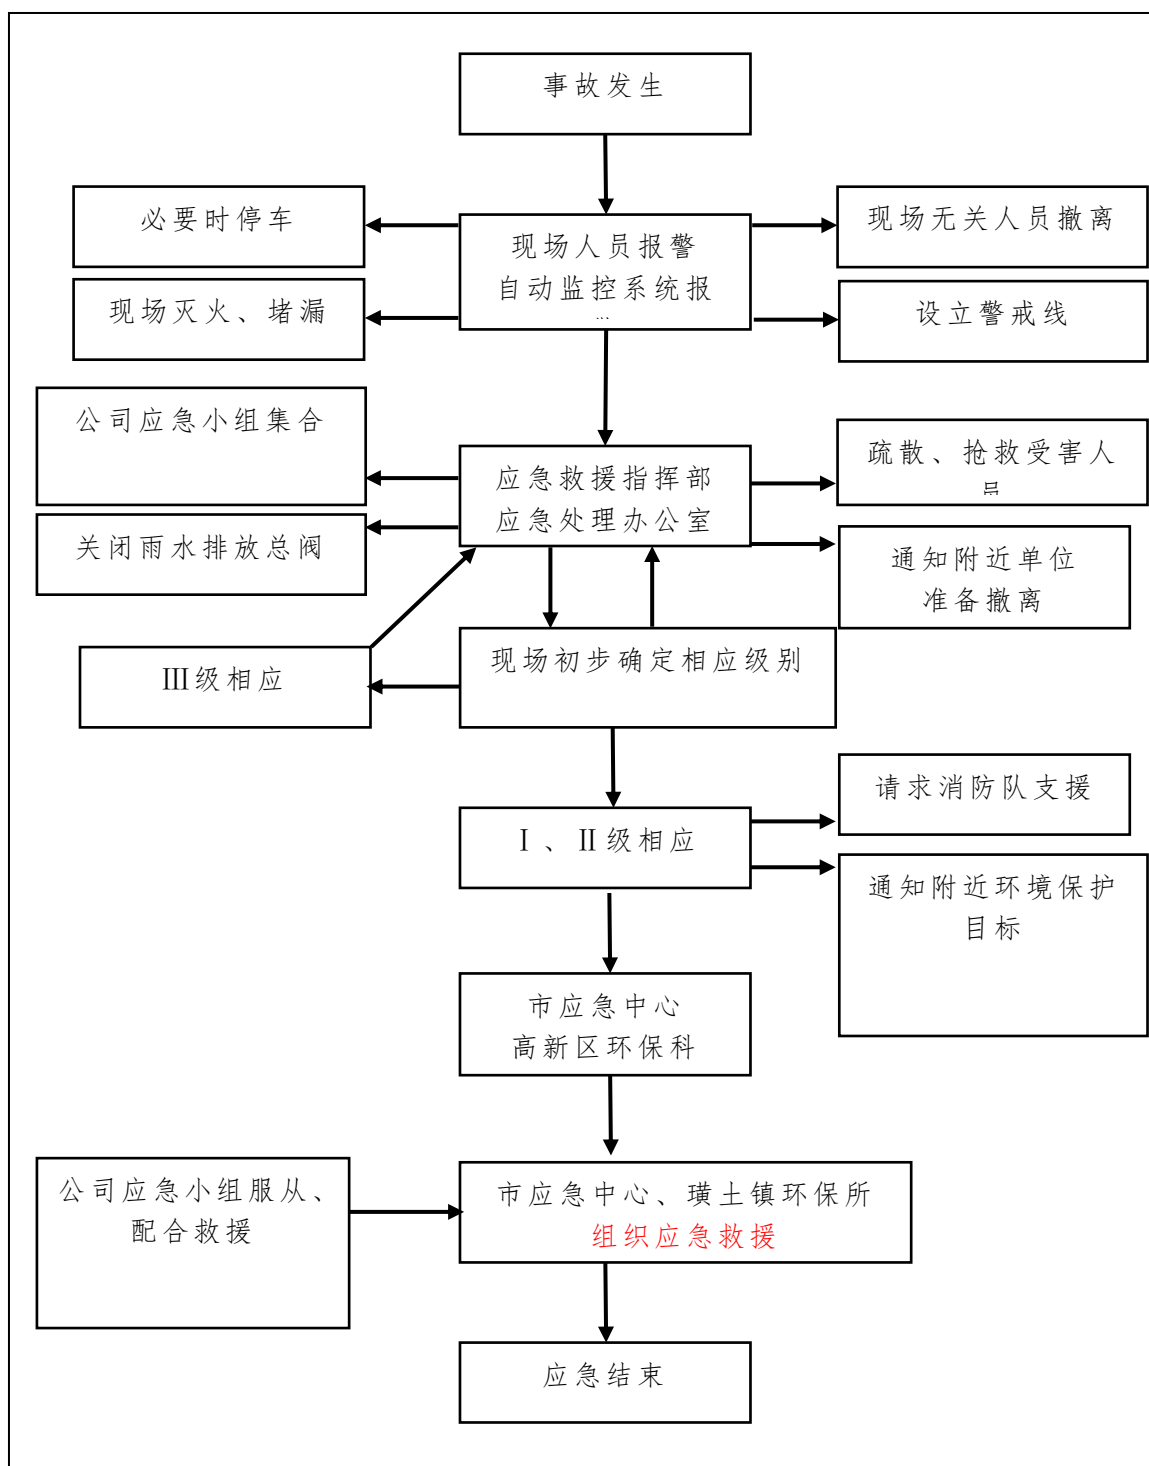 事故发生
必要时停车
现场人员报警
自动监控系统报
...
现场无关人员撤离
现场灭火、堵漏
设立警戒线
公司应急小组集合
应急救援指挥部
应急处理办公室
疏散、抢救受害人
员
关闭雨水排放总阀
通知附近单位
准备撤离
Ⅲ级相应
现场初步确定相应级别
请求消防队支援
Ⅰ、Ⅱ级相应
通知附近环境保护
目标
市应急中心
高新区环保科
公司应急小组服从、
配合救援
市应急中心、璜土镇环保所
组织应急救援
应急结束